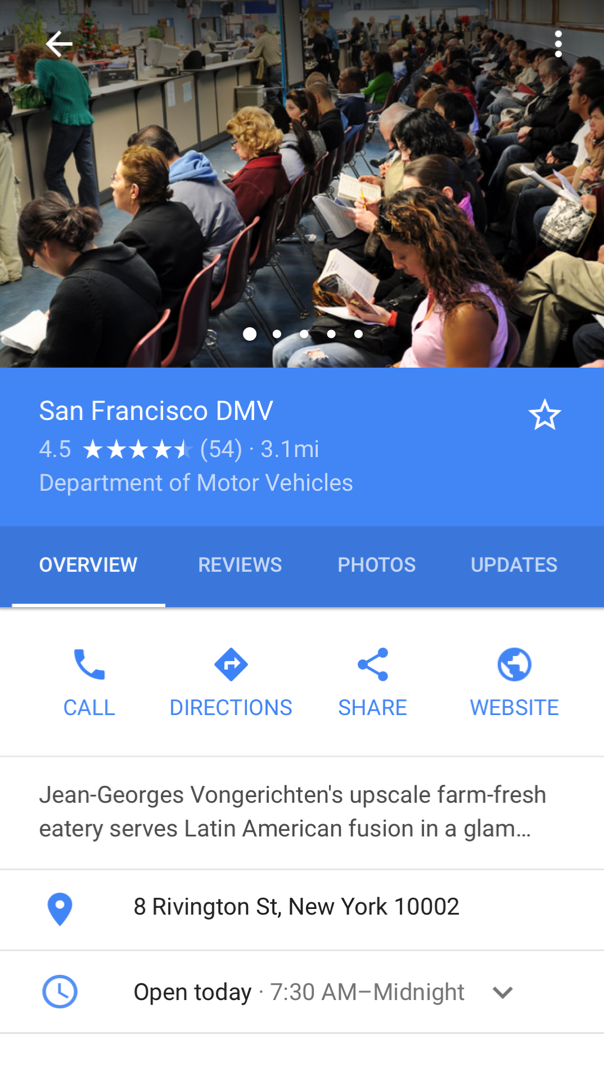 San Francisco DMV
4.5 (54) · 3.1mi
Department of Motor Vehicles
OVERVIEW REVIEWS PHOTOS UPDATES
CALL DIRECTIONS SHARE WEBSITE
Jean-Georges Vongerichten's upscale farm-fresh
eatery serves Latin American fusion in a glam...
8 Rivington St, New York 10002
Open today · 7:30 AM–Midnight